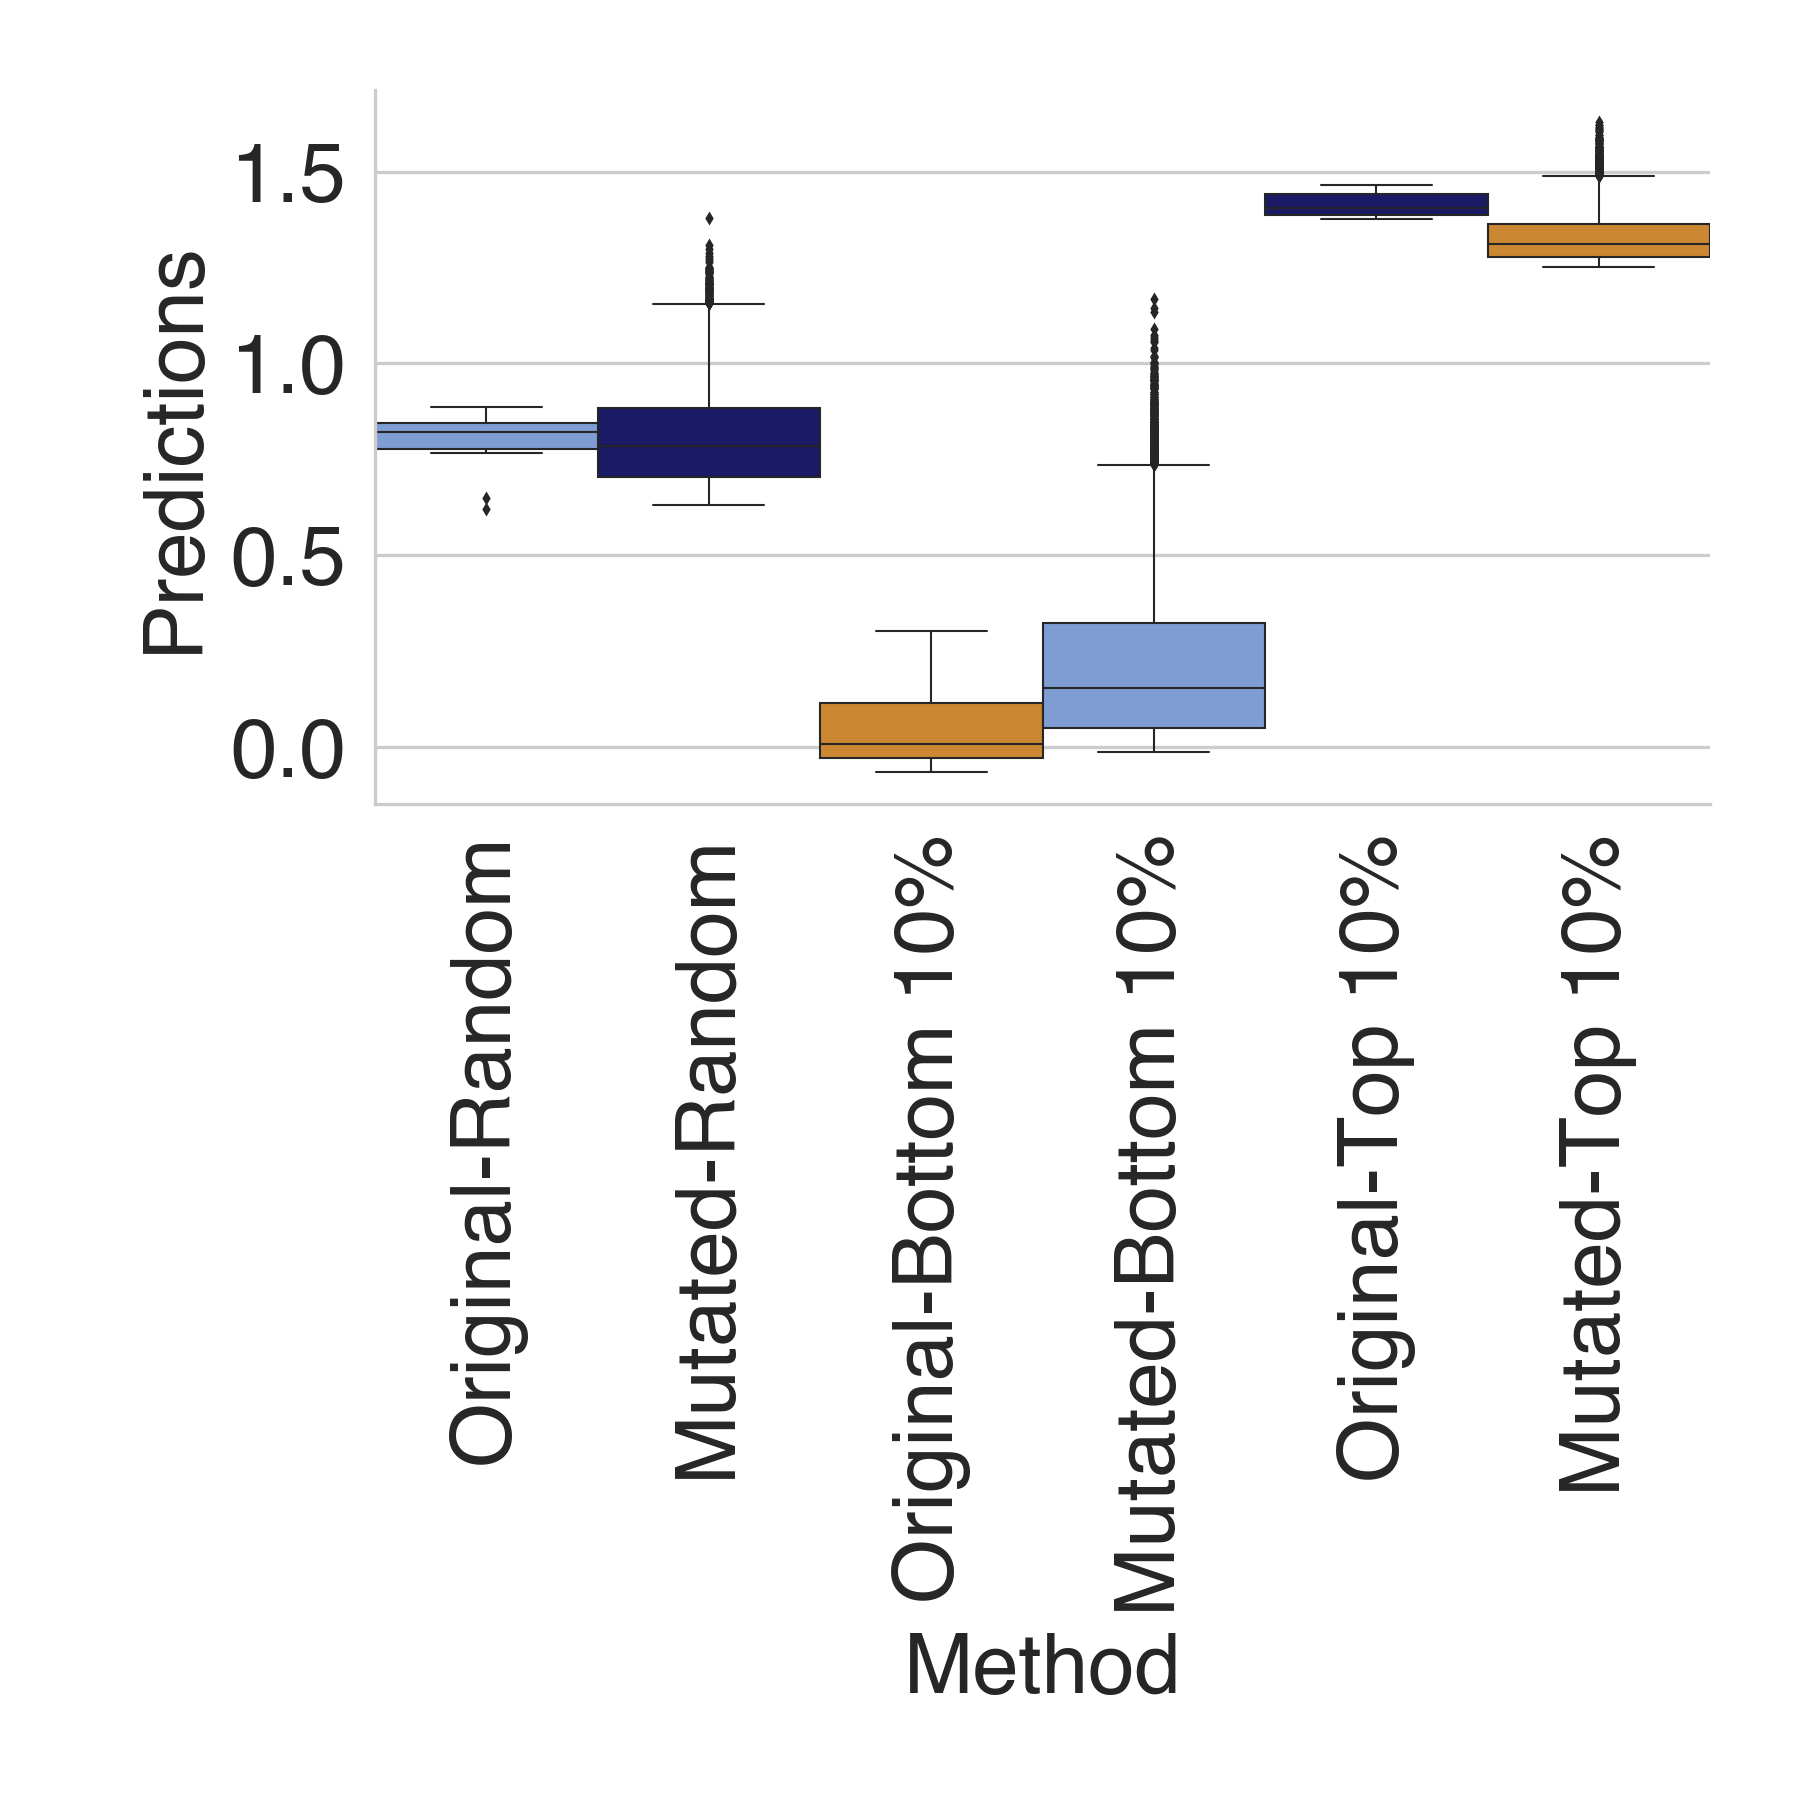 Predictions
1.5
1.0
0.5
0.0
Original-Random
Mutated-Random
Original-Bottom 10%
Mutated-Bottom 10%
Original-Top 10%
Mutated-Top 10%
Method